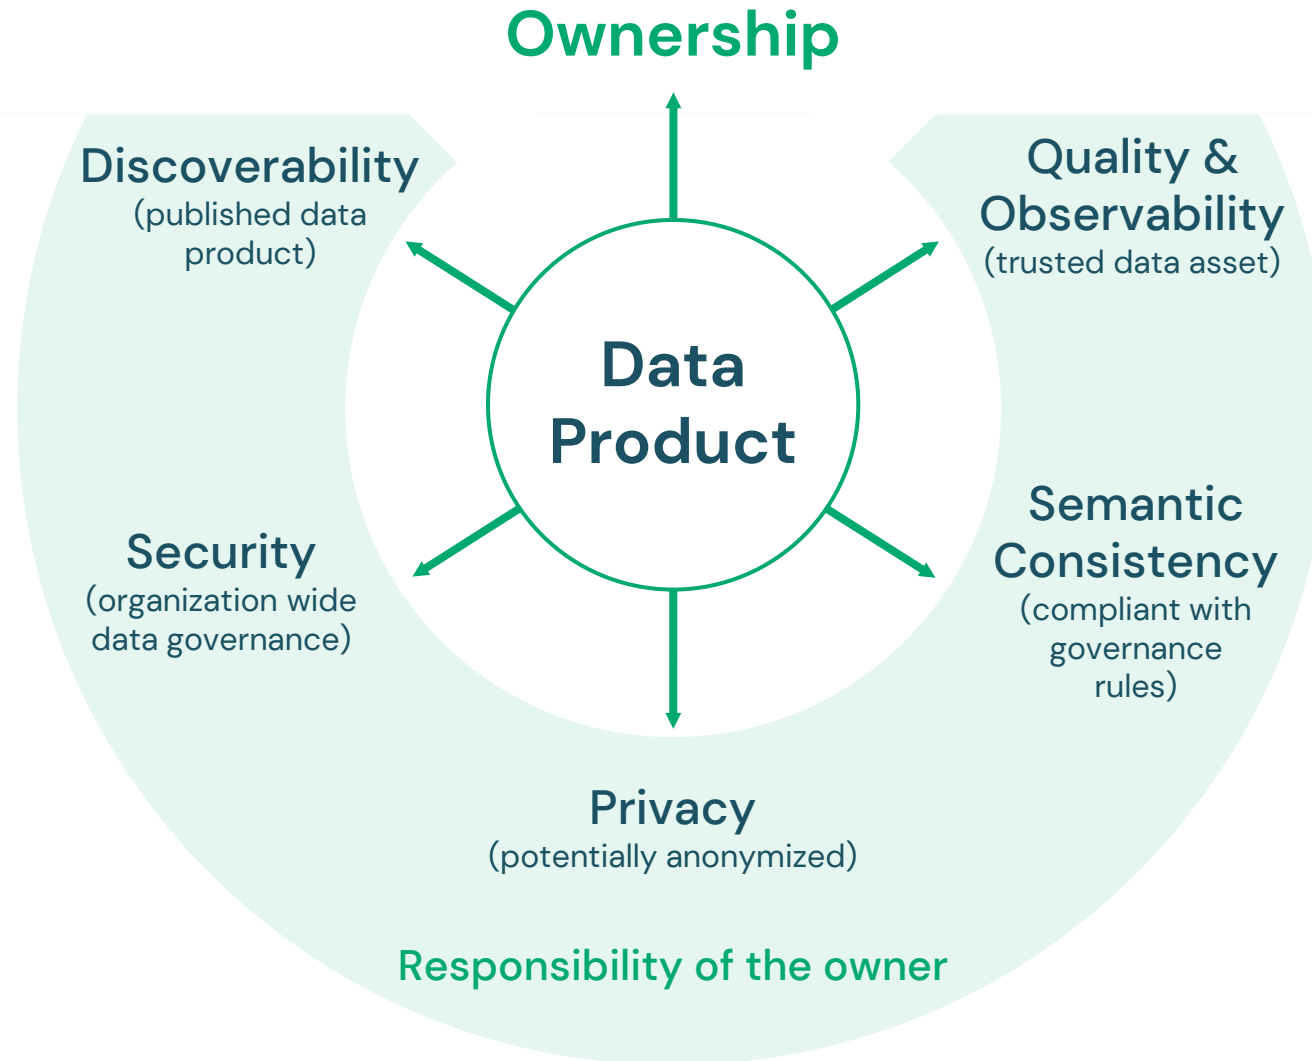 Ownership
Discoverability
(published data
product)
Quality &
Observability
(trusted data asset)
Data
Product
Security
(organization wide
data governance)
Semantic
Consistency
(compliant with
governance
rules)
Privacy
(potentially anonymized)
Responsibility of the owner